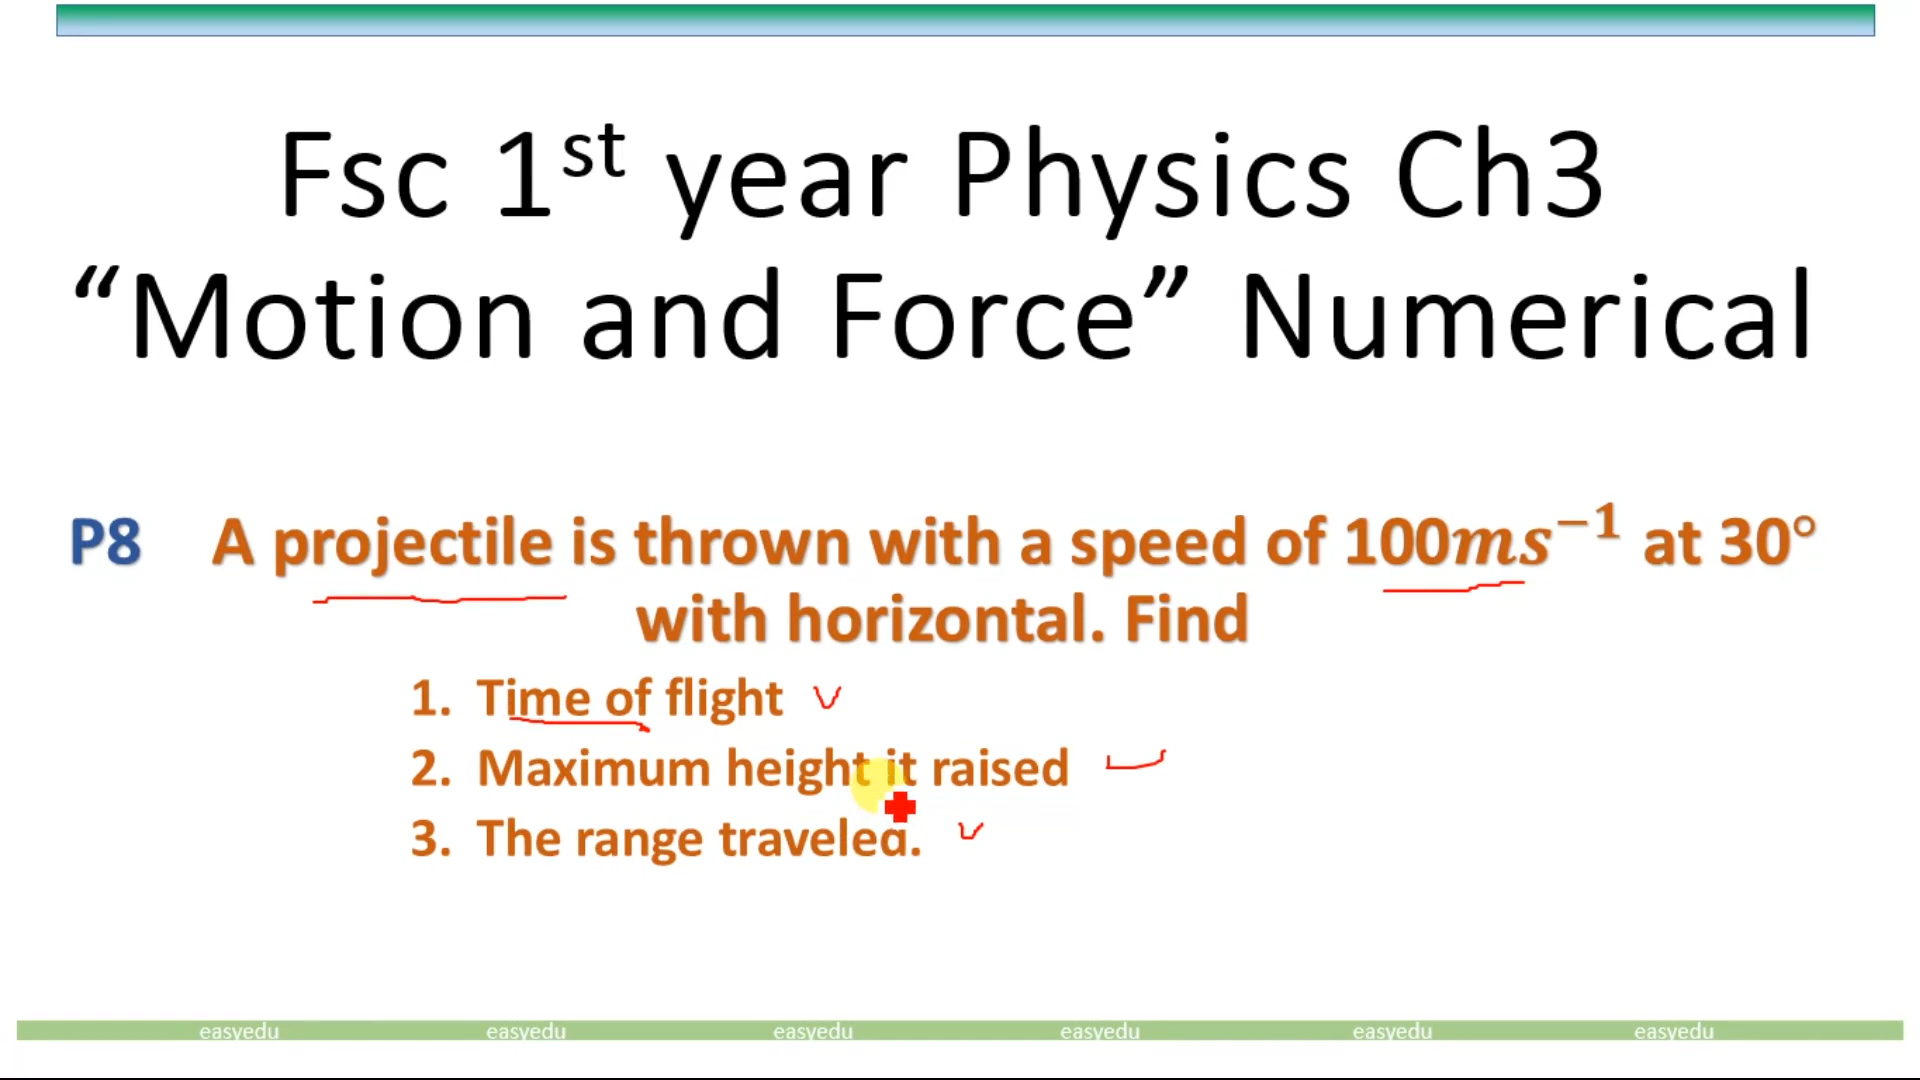 Fsc 1st year Physics Ch3
“Motion and Force” Numerical
P8 A projectile is thrown with a speed of 100ms⁻¹ at 30°
with horizontal. Find
1. Time of flight
2. Maximum height it raised
3. The range traveled.
easyedu easyedu easyedu easyedu easyedu easyedu